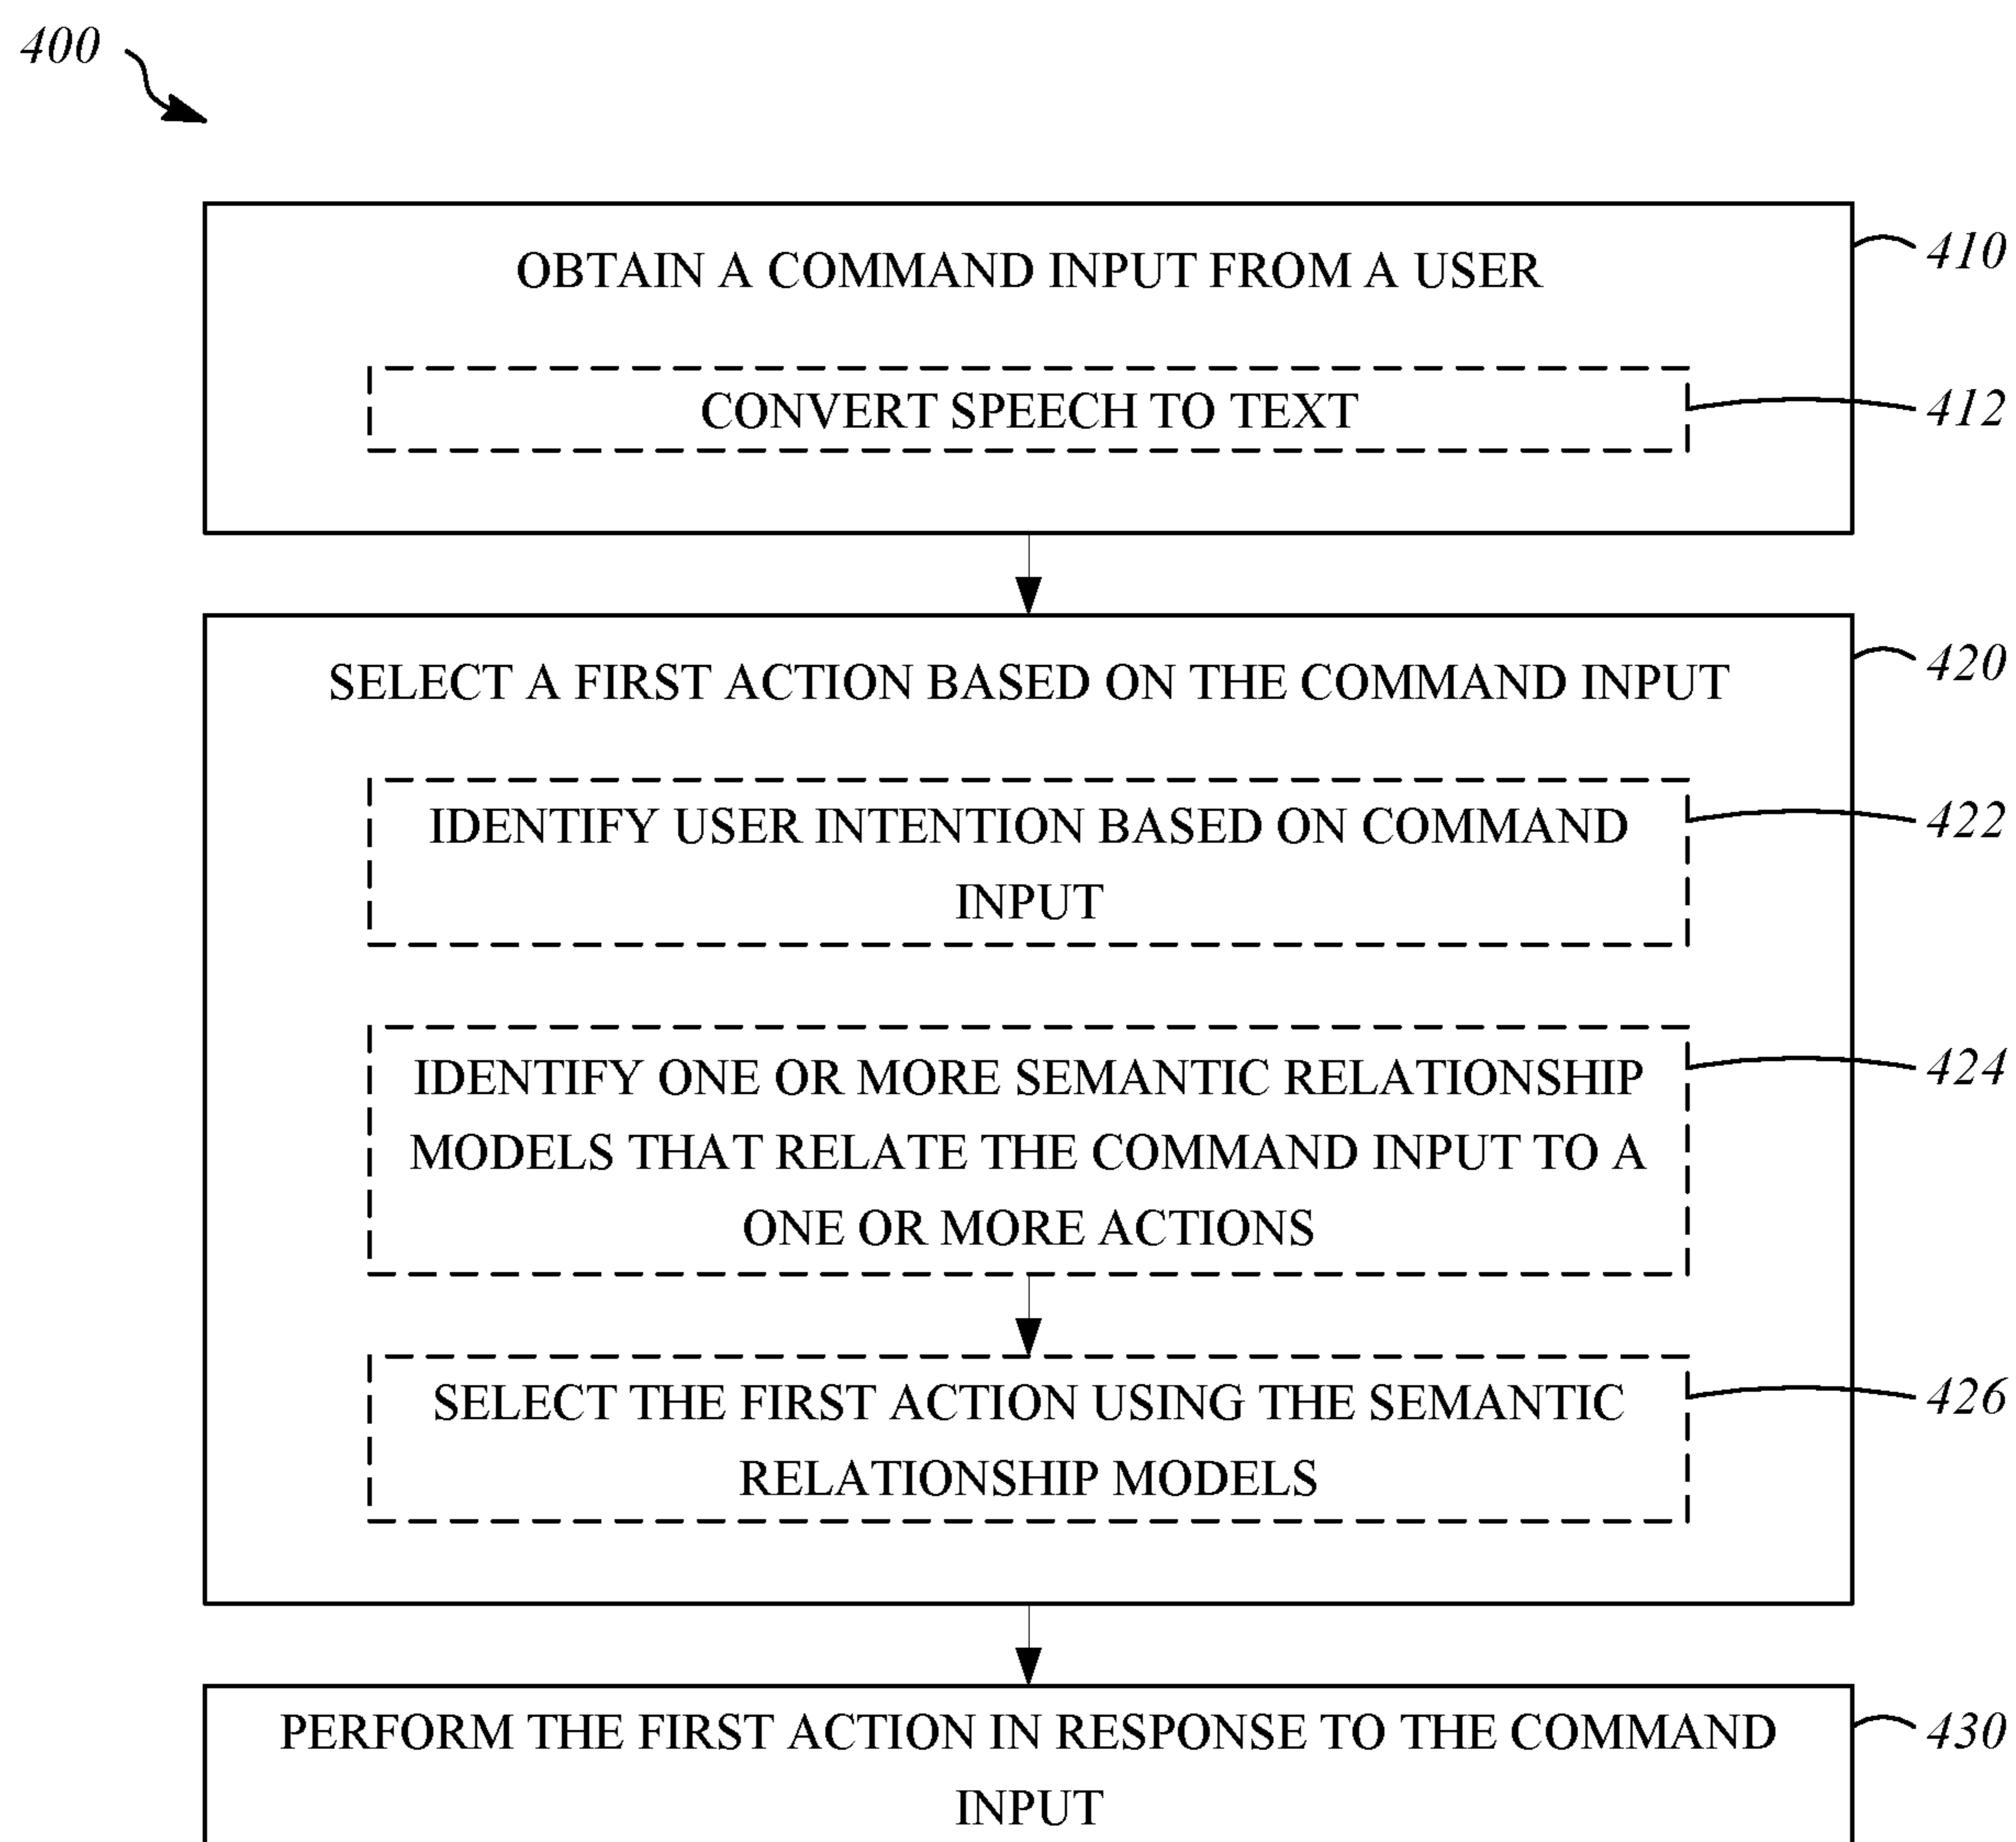 400
OBTAIN A COMMAND INPUT FROM A USER
410
CONVERT SPEECH TO TEXT
412
SELECT A FIRST ACTION BASED ON THE COMMAND INPUT
420
IDENTIFY USER INTENTION BASED ON COMMAND
INPUT
422
IDENTIFY ONE OR MORE SEMANTIC RELATIONSHIP
MODELS THAT RELATE THE COMMAND INPUT TO A
ONE OR MORE ACTIONS
424
SELECT THE FIRST ACTION USING THE SEMANTIC
RELATIONSHIP MODELS
426
PERFORM THE FIRST ACTION IN RESPONSE TO THE COMMAND
INPUT
430